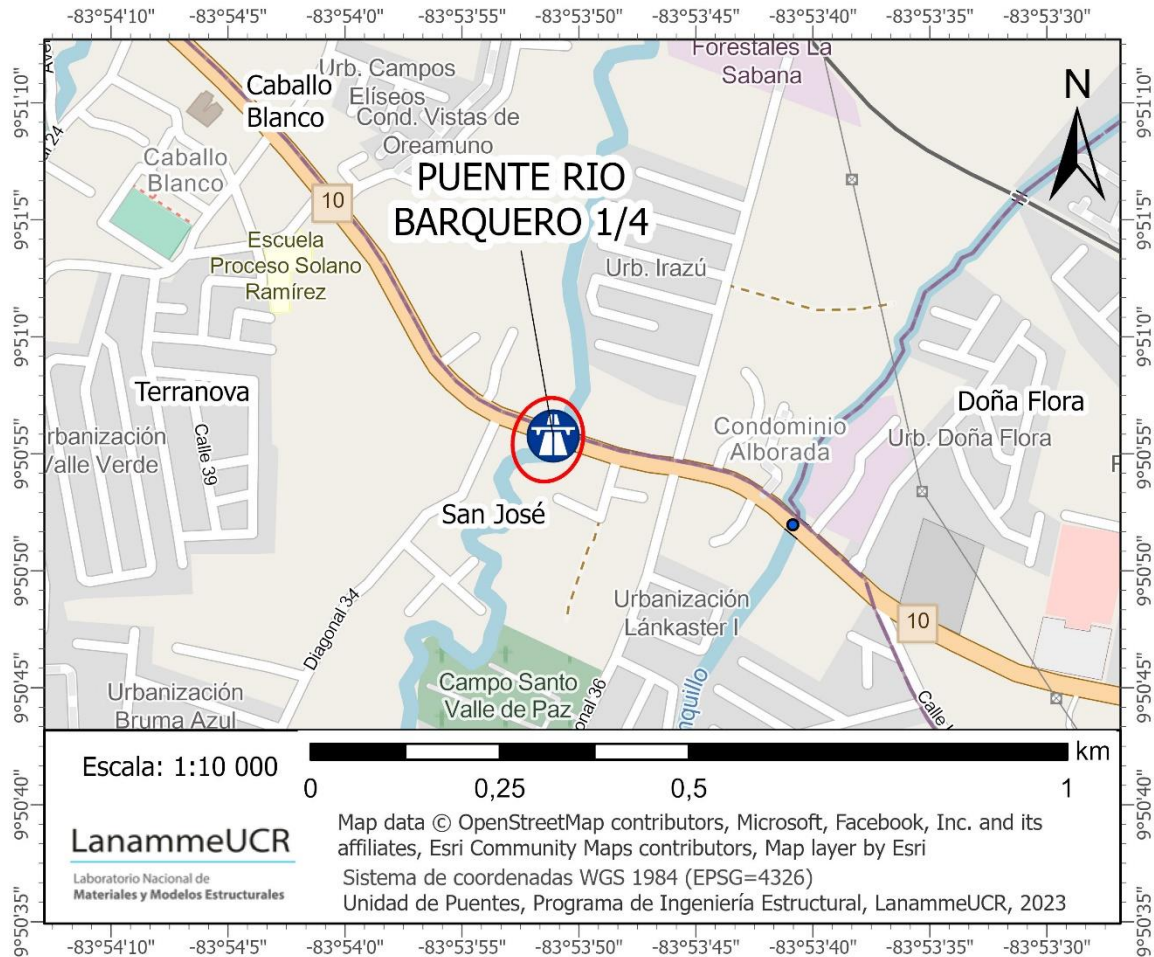 -83°54'10"
-83°54'5"
-83°54'0"
-83°53'55"
-83°53'50"
-83°53'45"
-83°53'40"
-83°53'35"
-83°53'30"
9°51'10"
9°51'5"
9°51'0"
9°50'55"
9°50'50"
9°50'45"
9°50'40"
9°50'35"
Forestales La
Sabana
N
Urb. Campos
Elíseos
Caballo
Blanco
Cond. Vistas de
Oreamuno
Caballo
Blanco
PUENTE RIO
BARQUERO 1/4
10
Escuela
Proceso Solano
Ramírez
Urb. Irazú
Terranova
Doña Flora
Condominio
Alborada
Urb. Doña Flora
Calle 39
San José
Diagonal 34
Urbanización
Lánkaster I
10
Campo Santo
Valle de Paz
Urbanización
Bruma Azul
Calle
Escala: 1:10 000
km
0
0,25
0,5
1
LanammeUCR
Laboratorio Nacional de
Materiales y Modelos Estructurales
Map data © OpenStreetMap contributors, Microsoft, Facebook, Inc. and its
affiliates, Esri Community Maps contributors, Map layer by Esri
Sistema de coordenadas WGS 1984 (EPSG=4326)
Unidad de Puentes, Programa de Ingeniería Estructural, LanammeUCR, 2023
9°51'10"
9°51'5"
9°51'0"
9°50'55"
9°50'50"
9°50'45"
9°50'40"
9°50'35"
-83°54'10"
-83°54'5"
-83°54'0"
-83°53'55"
-83°53'50"
-83°53'45"
-83°53'40"
-83°53'35"
-83°53'30"